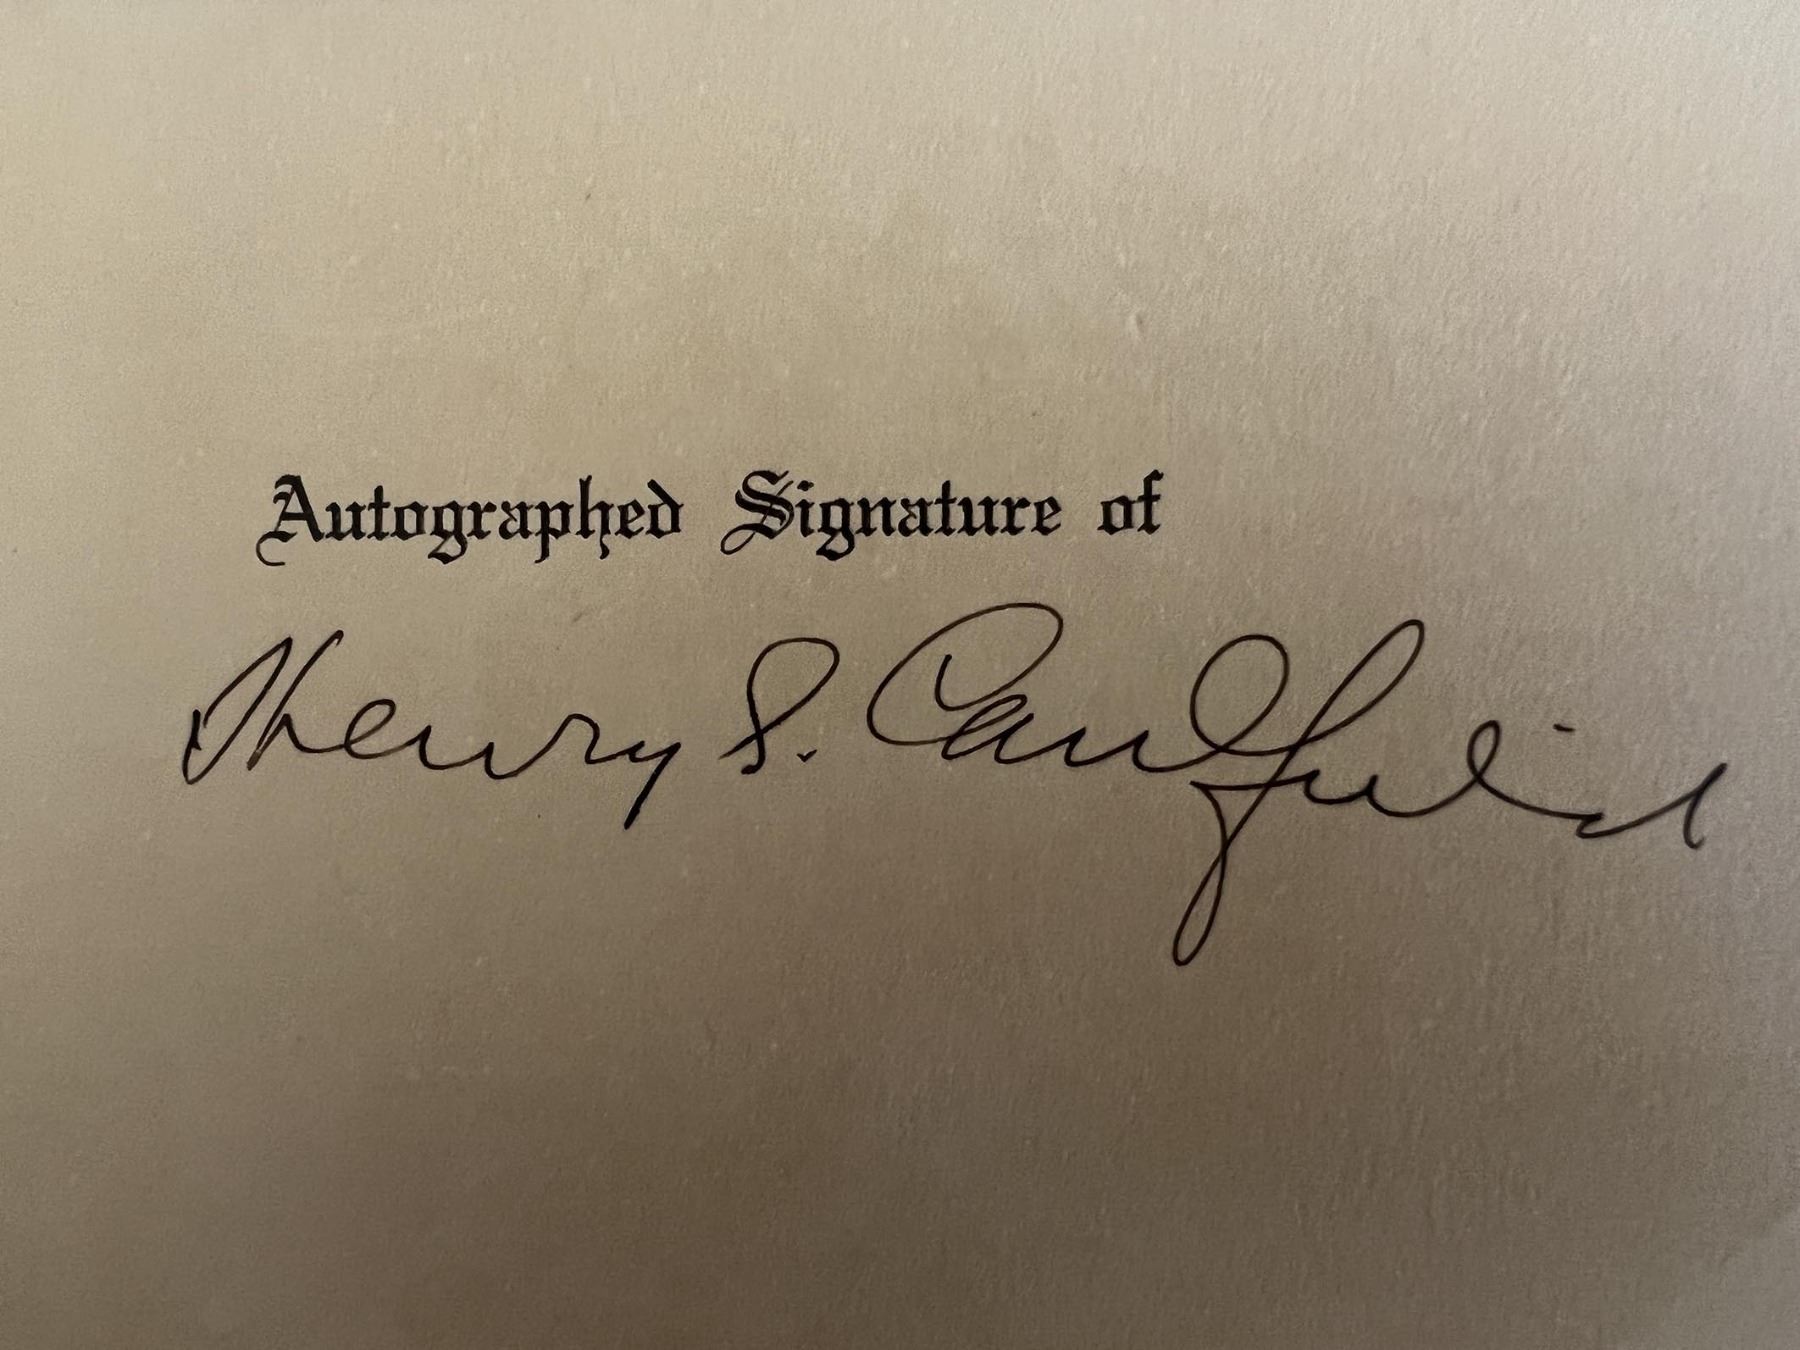 Autographed Signature of
Henry S. Caulfield